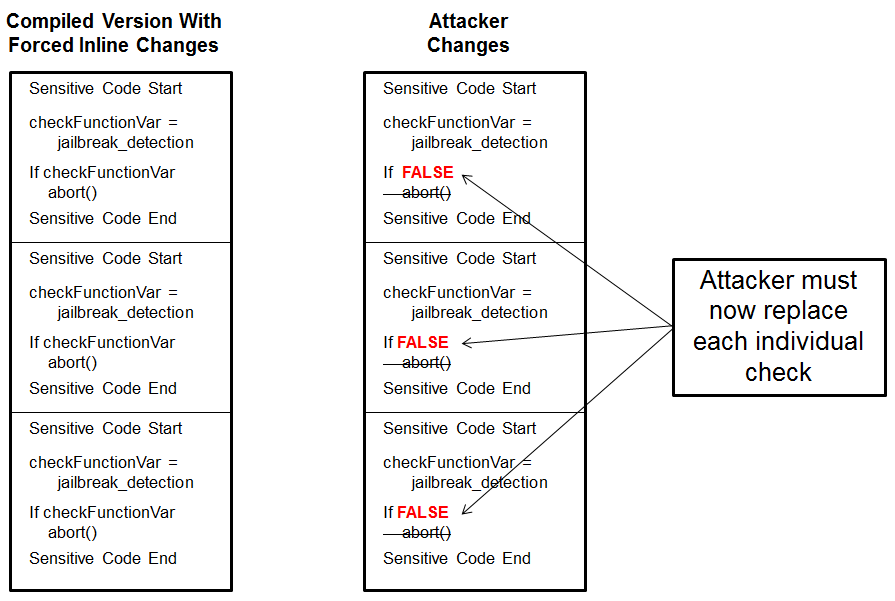 Compiled Version With
Forced Inline Changes
Sensitive Code Start
checkFunctionVar =
jailbreak_detection
If checkFunctionVar
abort()
Sensitive Code End
Sensitive Code Start
checkFunctionVar =
jailbreak_detection
If checkFunctionVar
abort()
Sensitive Code End
Sensitive Code Start
checkFunctionVar =
jailbreak_detection
If checkFunctionVar
abort()
Sensitive Code End
Attacker
Changes
Sensitive Code Start
checkFunctionVar =
jailbreak_detection
If FALSE
abort()
Sensitive Code End
Sensitive Code Start
checkFunctionVar =
jailbreak_detection
If FALSE
abort()
Sensitive Code End
Sensitive Code Start
checkFunctionVar =
jailbreak_detection
If FALSE
abort()
Sensitive Code End
Attacker must
now replace
each individual
check